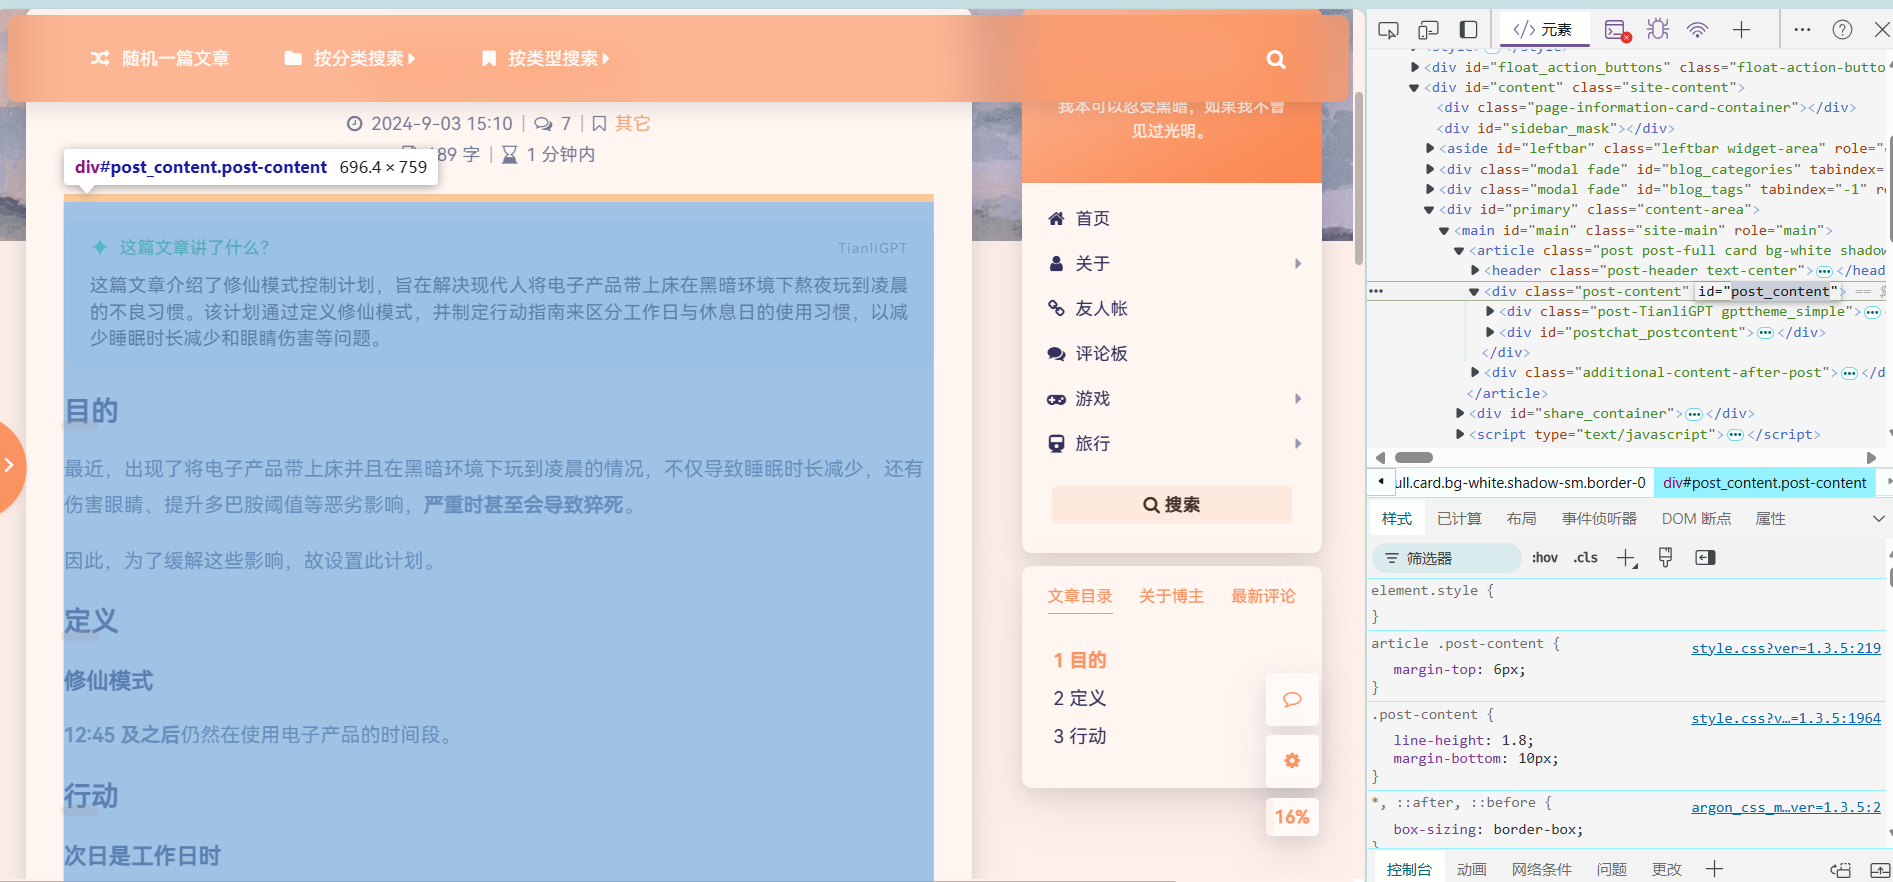 随机一篇文章
按分类搜索
按类型搜索
2024-9-03 15:10 | 7 | 其它
89 字 | 1 分钟内
div#post_content.post-content 696.4 × 759
这篇文章讲了什么?
TianliGPT
这篇文章介绍了修仙模式控制计划，旨在解决现代人将电子产品带上床在黑暗环境下熬夜玩到凌晨
的不良习惯。该计划通过定义修仙模式，并制定行动指南来区分工作日与休息日的使用习惯，以减
少睡眠时长减少和眼睛伤害等问题。
目的
最近，出现了将电子产品带上床并且在黑暗环境下玩到凌晨的情况，不仅导致睡眠时长减少，还有
伤害眼睛、提升多巴胺阈值等恶劣影响，严重时甚至会导致猝死。
因此，为了缓解这些影响，故设置此计划。
定义
修仙模式
12:45 及之后仍然在使用电子产品的时间段。
行动
次日是工作日时
我本可以忍受黑暗，如果我不曾
见过光明。
首页
关于
友人帐
评论板
游戏
旅行
搜索
文章目录
关于博主
最新评论
1 目的
2 定义
3 行动
16%
</> 元素
<div id="float_action_buttons" class="float-action-butto
<div id="content" class="site-content">
<div class="page-information-card-container"></div>
<div id="sidebar_mask"></div>
<aside id="leftbar" class="leftbar widget-area" role="
<div class="modal fade" id="blog_categories" tabindex=
<div class="modal fade" id="blog_tags" tabindex="-1" r
<div id="primary" class="content-area">
<main id="main" class="site-main" role="main">
<article class="post post-full card bg-white shadow
<header class="post-header text-center">…</head
<div class="post-content" id="post_content"> == $
<div class="post-TianliGPT gpttheme_simple">…
<div id="postchat_postcontent">…</div>
</div>
<div class="additional-content-after-post">…</d
</article>
<div id="share_container">…</div>
<script type="text/javascript">…</script>
ull.card.bg-white.shadow-sm.border-0
div#post_content.post-content
样式
已计算
布局
事件侦听器
DOM 断点
属性
筛选器
:hov
.cls
element.style {
}
article .post-content {
style.css?ver=1.3.5:219
margin-top: 6px;
}
.post-content {
style.css?v…=1.3.5:1964
line-height: 1.8;
margin-bottom: 10px;
}
*, ::after, ::before {
argon_css_m…ver=1.3.5:2
box-sizing: border-box;
}
控制台
动画
网络条件
问题
更改